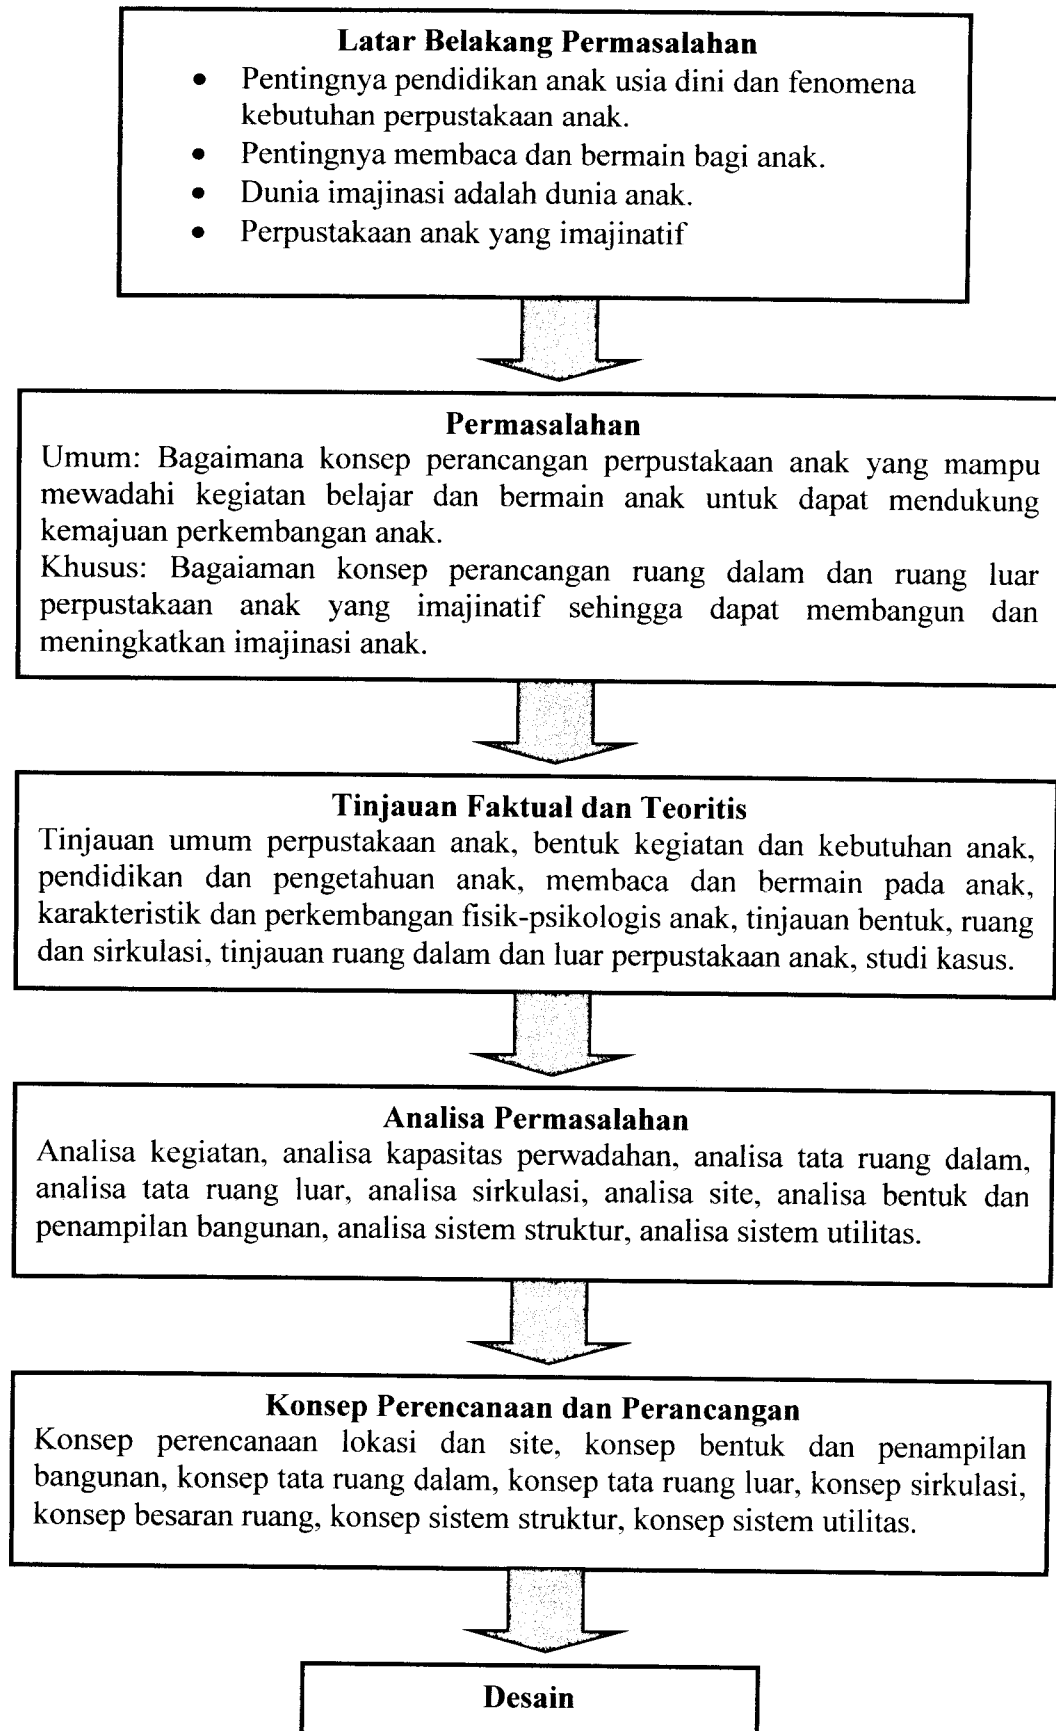 Latar Belakang Permasalahan
• Pentingnya pendidikan anak usia dini dan fenomena
kebutuhan perpustakaan anak.
• Pentingnya membaca dan bermain bagi anak.
• Dunia imajinasi adalah dunia anak.
• Perpustakaan anak yang imajinatif
Permasalahan
Umum: Bagaimana konsep perancangan perpustakaan anak yang mampu
mewadahi kegiatan belajar dan bermain anak untuk dapat mendukung
kemajuan perkembangan anak.
Khusus: Bagaiaman konsep perancangan ruang dalam dan ruang luar
perpustakaan anak yang imajinatif sehingga dapat membangun dan
meningkatkan imajinasi anak.
Tinjauan Faktual dan Teoritis
Tinjauan umum perpustakaan anak, bentuk kegiatan dan kebutuhan anak,
pendidikan dan pengetahuan anak, membaca dan bermain pada anak,
karakteristik dan perkembangan fisik-psikologis anak, tinjauan bentuk, ruang
dan sirkulasi, tinjauan ruang dalam dan luar perpustakaan anak, studi kasus.
Analisa Permasalahan
Analisa kegiatan, analisa kapasitas perwadahan, analisa tata ruang dalam,
analisa tata ruang luar, analisa sirkulasi, analisa site, analisa bentuk dan
penampilan bangunan, analisa sistem struktur, analisa sistem utilitas.
Konsep Perencanaan dan Perancangan
Konsep perencanaan lokasi dan site, konsep bentuk dan penampilan
bangunan, konsep tata ruang dalam, konsep tata ruang luar, konsep sirkulasi,
konsep besaran ruang, konsep sistem struktur, konsep sistem utilitas.
Desain